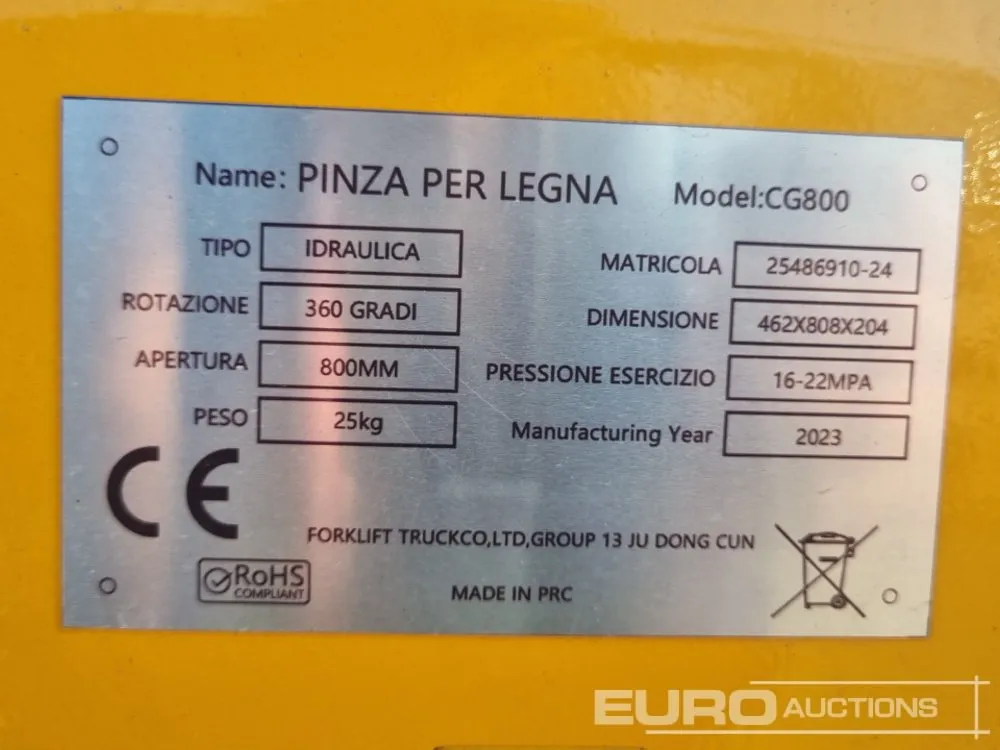 Name: PINZA PER LEGNA Model:CG800
TIPO IDRAULICA MATRICOLA 25486910-24
ROTAZIONE 360 GRADI DIMENSIONE 462X808X204
APERTURA 800MM PRESSIONE ESERCIZIO 16-22MPA
PESO 25kg Manufacturing Year 2023
CE
FORKLIFT TRUCKCO,LTD,GROUP 13 JU DONG CUN
RoHS
COMPLIANT
MADE IN PRC
EURO AUCTIONS